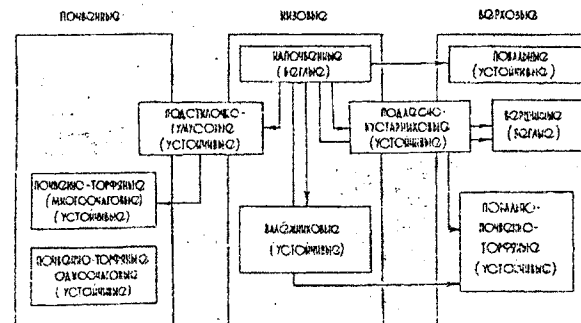 ПОЧВЕННЫЕ
НИЗОВЫЕ
ВЕРХОВЫЕ
НАПОЧВЕННЫЕ
(БЕГЛЫЕ)
ПОВАЛЬНЫЕ
(УСТОЙЧИВЫЕ)
ПОДСТИЛОЧНО-
ГУМУСОВЫЕ
(УСТОЙЧИВЫЕ)
ПОДЛЕСНО-
КУСТАРНИКОВЫЕ
(УСТОЙЧИВЫЕ)
ВЕРШИННЫЕ
(БЕГЛЫЕ)
ПОЧВЕННО-ТОРФЯНЫЕ
(МНОГООЧАГОВЫЕ)
(УСТОЙЧИВЫЕ)
ВАЛЕЖНИКОВЫЕ
(УСТОЙЧИВЫЕ)
ПОВАЛЬНО-
ПОЧВЕННО-
ТОРФЯНЫЕ
(УСТОЙЧИВЫЕ)
ПОЧВЕННО-ТОРФЯНЫЕ
ОДНООЧАГОВЫЕ
(УСТОЙЧИВЫЕ)